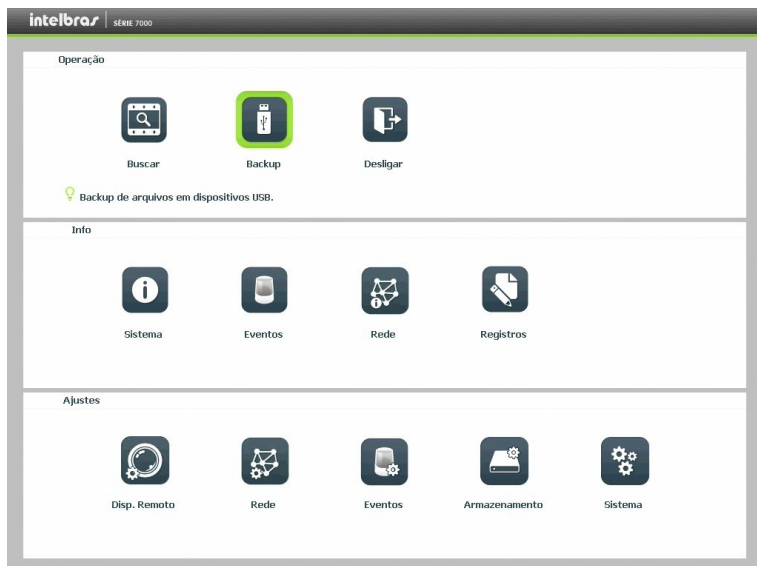 intelbras SÉRIE 7000
Operação
Buscar Backup Desligar
Backup de arquivos em dispositivos USB.
Info
Sistema Eventos Rede Registros
Ajustes
Disp. Remoto Rede Eventos Armazenamento Sistema